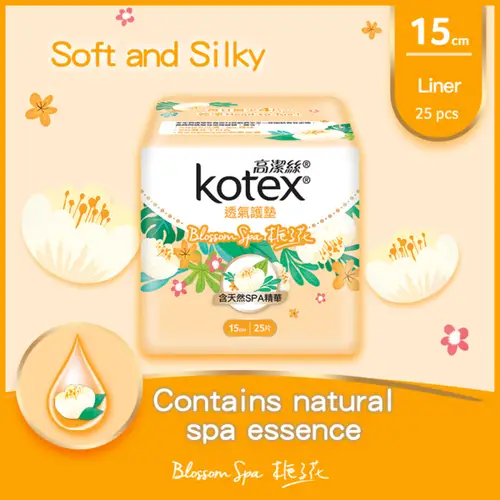 Soft and Silky
15cm
Liner
25 pcs
高潔絲®
kotex®
透氣護墊
Blossom Spa 梔子花
含天然SPA精華
15cm 25片
Contains natural
spa essence
Blossom Spa 梔子花